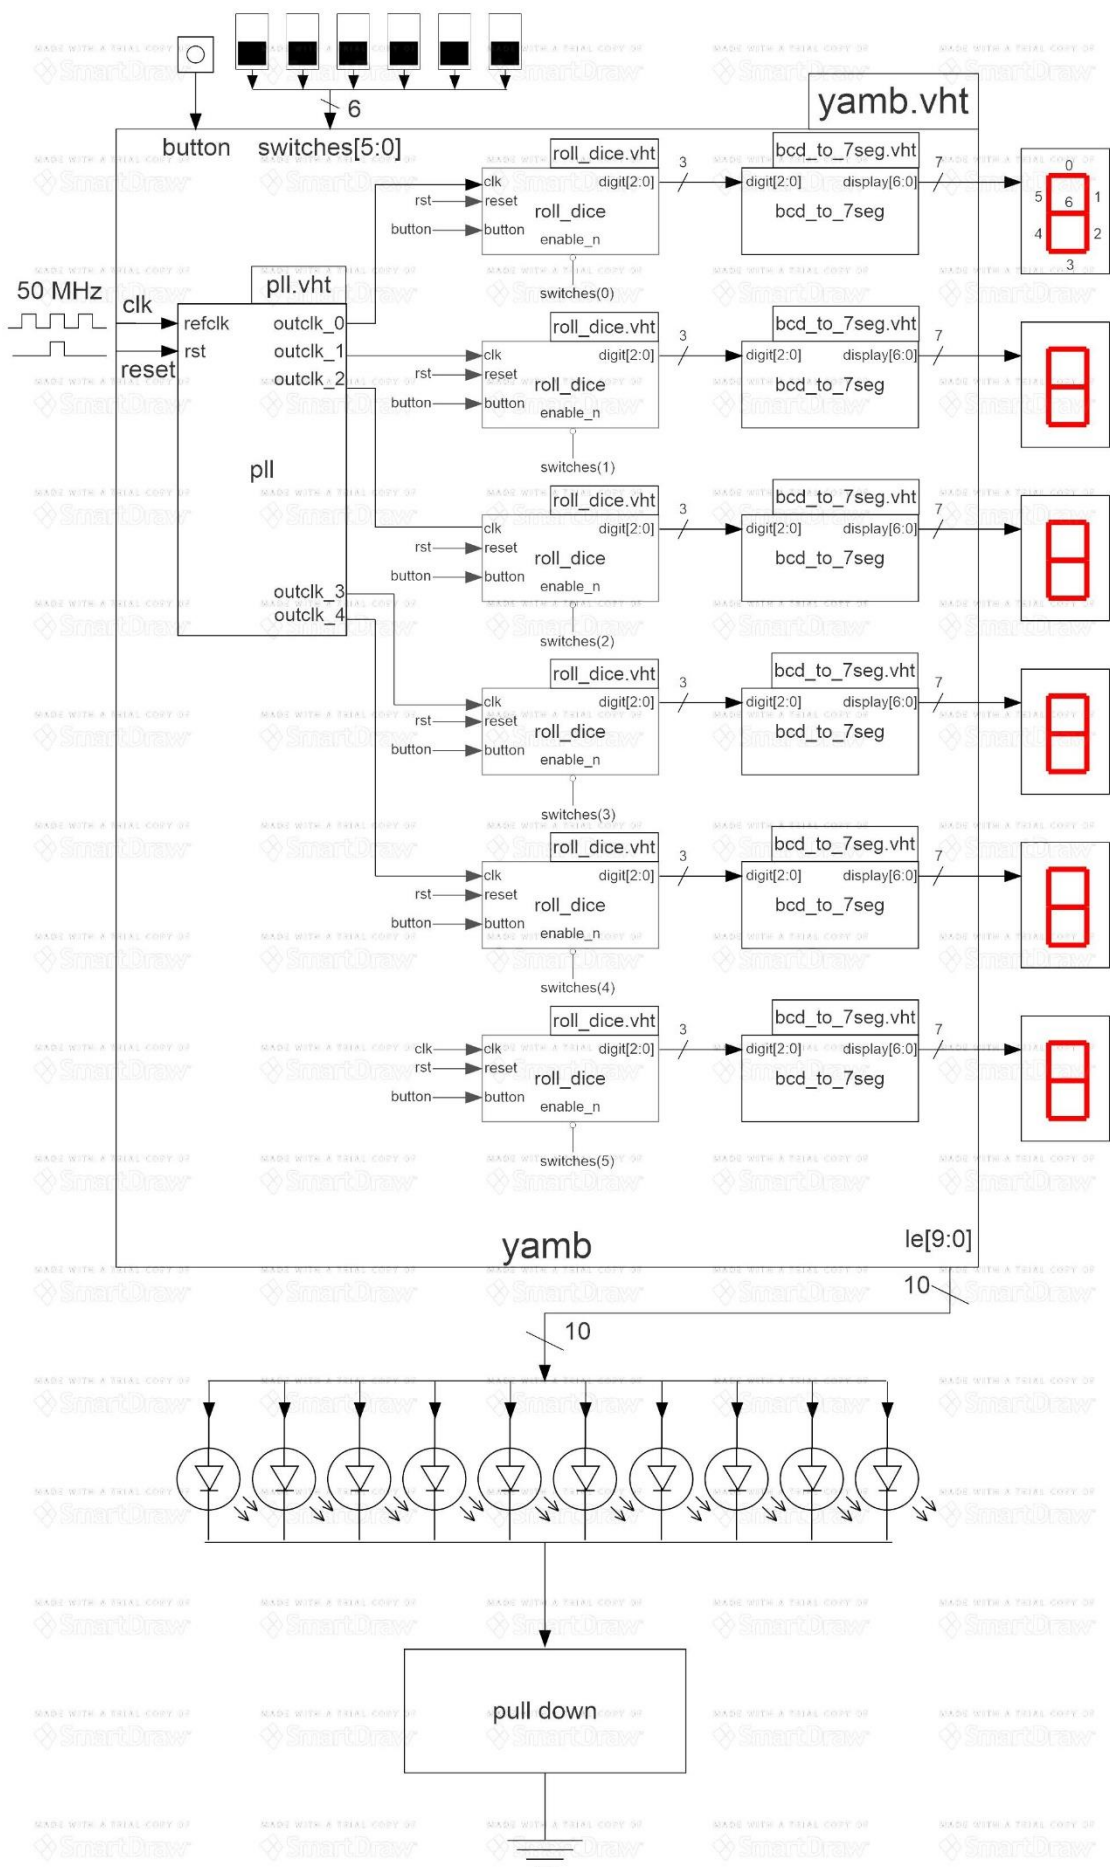 yamb.vht
6
button
switches[5:0]
50 MHz
clk
reset
pll.vht
refclk
rst
outclk_0
outclk_1
outclk_2
pll
outclk_3
outclk_4
roll_dice.vht
clk
digit[2:0]
rst
reset
roll_dice
button
button
enable_n
switches(0)
3
bcd_to_7seg.vht
digit[2:0]
display[6:0]
bcd_to_7seg
7
0
5
1
6
4
2
3
roll_dice.vht
clk
digit[2:0]
rst
reset
roll_dice
button
button
enable_n
switches(1)
3
bcd_to_7seg.vht
digit[2:0]
display[6:0]
bcd_to_7seg
7
roll_dice.vht
clk
digit[2:0]
rst
reset
roll_dice
button
button
enable_n
switches(2)
3
bcd_to_7seg.vht
digit[2:0]
display[6:0]
bcd_to_7seg
7
roll_dice.vht
clk
digit[2:0]
rst
reset
roll_dice
button
button
enable_n
switches(3)
3
bcd_to_7seg.vht
digit[2:0]
display[6:0]
bcd_to_7seg
7
roll_dice.vht
clk
digit[2:0]
rst
reset
roll_dice
button
button
enable_n
switches(4)
3
bcd_to_7seg.vht
digit[2:0]
display[6:0]
bcd_to_7seg
7
roll_dice.vht
clk
clk
digit[2:0]
rst
reset
roll_dice
button
button
enable_n
switches(5)
3
bcd_to_7seg.vht
digit[2:0]
display[6:0]
bcd_to_7seg
7
yamb
le[9:0]
10
10
pull down
MADE WITH A TRIAL COPY OF
SmartDraw